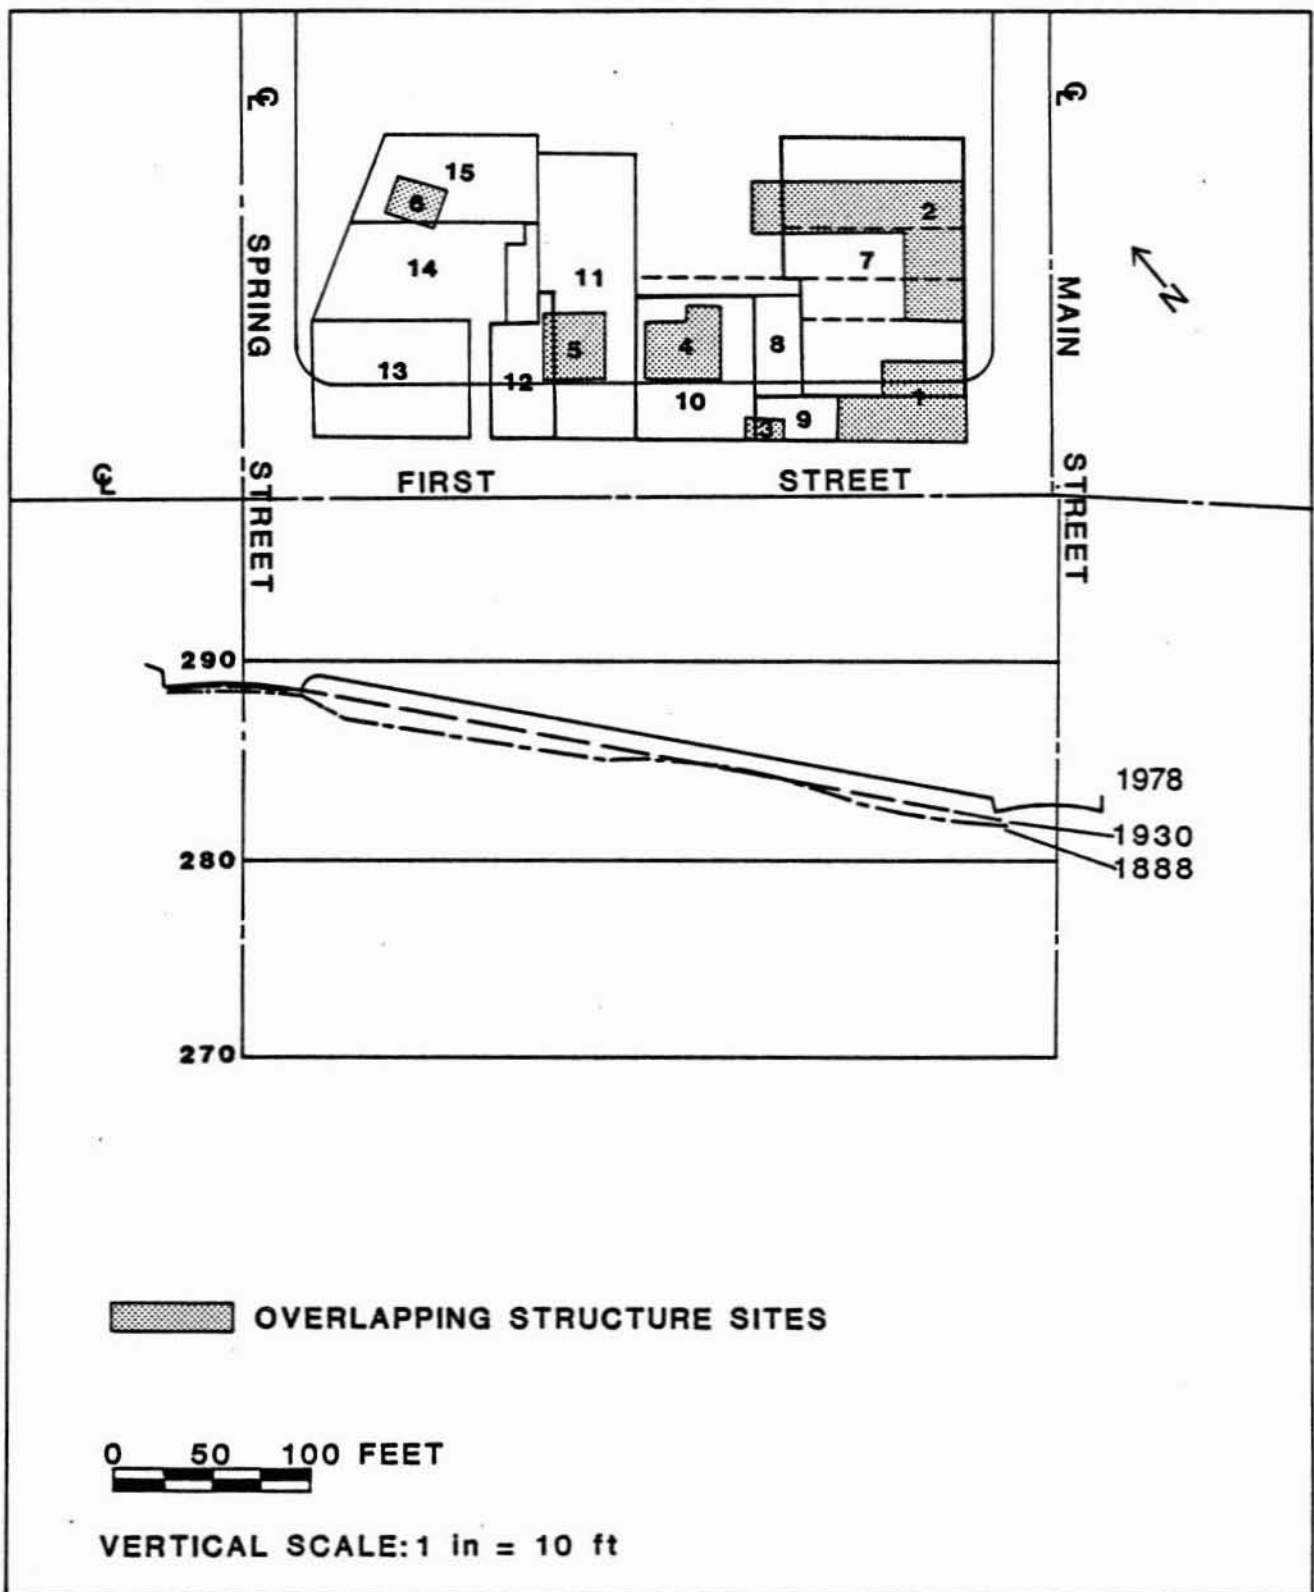 ℄
℄
15
6
2
SPRING
14
11
7
MAIN
N
13
12
5
4
8
10
9
3
1
℄
FIRST STREET
STREET
STREET
290
1978
1930
280
1888
270
OVERLAPPING STRUCTURE SITES
0 50 100 FEET
VERTICAL SCALE: 1 in = 10 ft